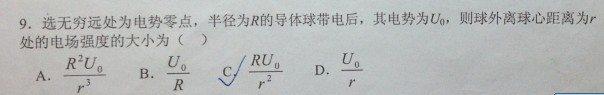 9. 选无穷远处为电势零点，半径为R的导体球带电后，其电势为U₀，则球外离球心距离为r
处的电场强度的大小为（ ）
A. R²U₀/r³ B. U₀/R C. RU₀/r² D. U₀/r